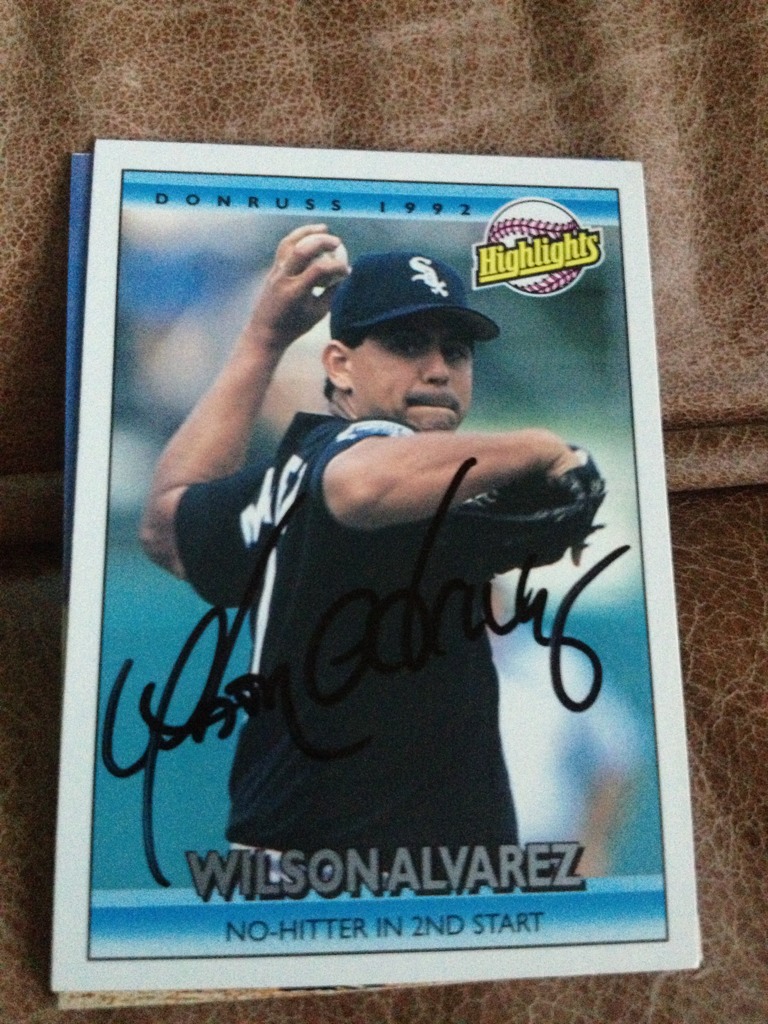 DONRUSS 1992
Highlights
Sox
WILSON ALVAREZ
NO-HITTER IN 2ND START